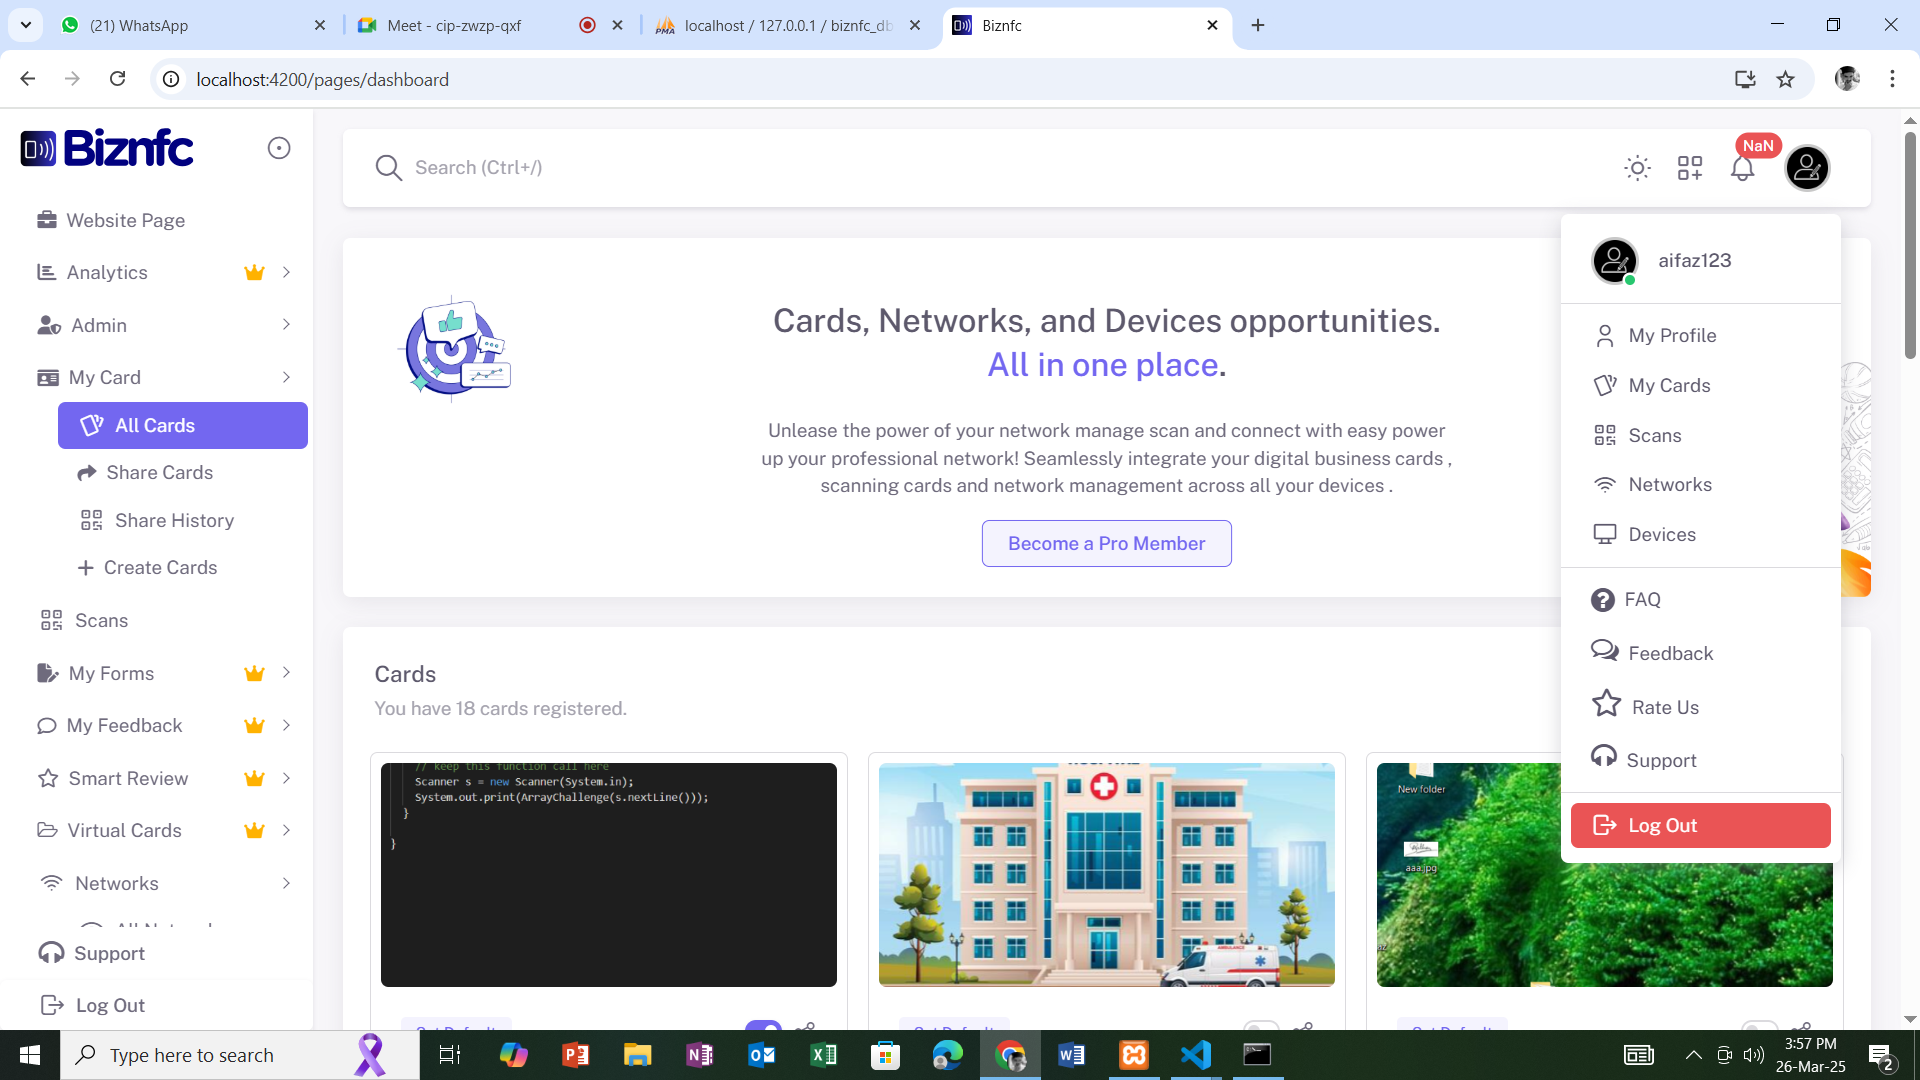 (21) WhatsApp
Meet - cip-zwzp-qxf
localhost / 127.0.0.1 / biznfc_db
Biznfc
localhost:4200/pages/dashboard
Biznfc
Search (Ctrl+/)
NaN
Website Page
Analytics
Admin
My Card
All Cards
Share Cards
Share History
Create Cards
Scans
My Forms
My Feedback
Smart Review
Virtual Cards
Networks
Support
Log Out
Cards, Networks, and Devices opportunities.
All in one place.
Unlease the power of your network manage scan and connect with easy power
up your professional network! Seamlessly integrate your digital business cards ,
scanning cards and network management across all your devices .
Become a Pro Member
aifaz123
My Profile
My Cards
Scans
Networks
Devices
FAQ
Feedback
Rate Us
Support
Log Out
Cards
You have 18 cards registered.
// keep this function call here
Scanner s = new Scanner(System.in);
System.out.print(ArrayChallenge(s.nextLine()));
}
}
New folder
aaa.jpg
Type here to search
3:57 PM
26-Mar-25
2